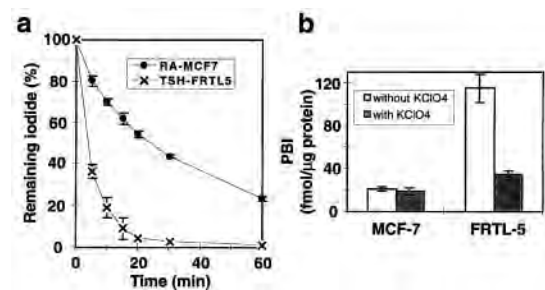 a
100
80
60
40
20
0
Remaining iodide (%)
RA-MCF7
TSH-FRTL5
0 20 40 60
Time (min)
b
120
80
40
0
PBI
(fmol/µg protein)
without KClO4
with KClO4
MCF-7 FRTL-5